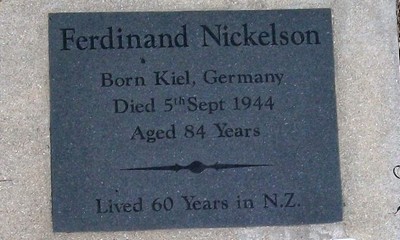 Ferdinand Nickelson
Born Kiel, Germany
Died 5th Sept 1944
Aged 84 Years
Lived 60 Years in N.Z.